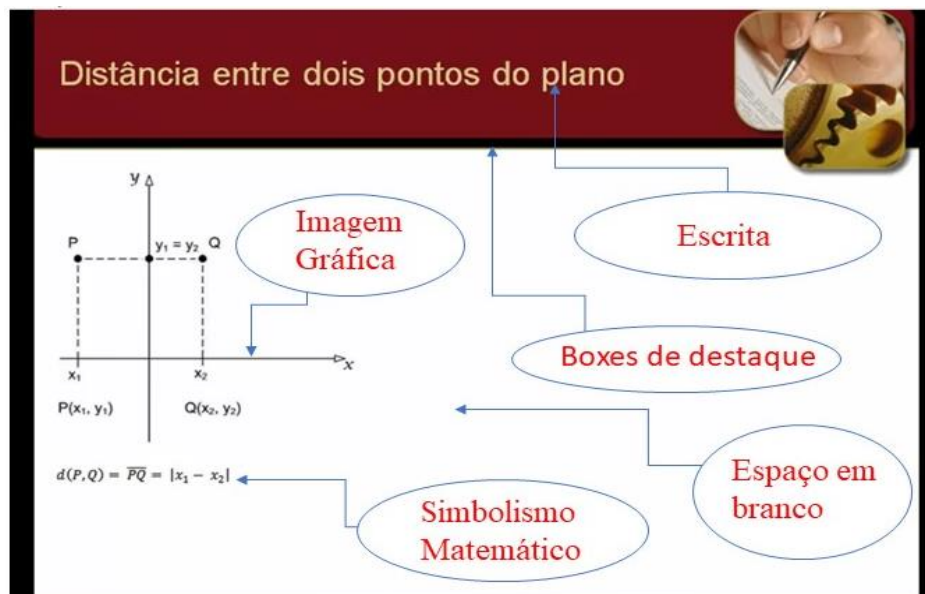 Distância entre dois pontos do plano
y
Imagem
Gráfica
Escrita
P
y₁ = y₂
Q
Boxes de destaque
x₁
x₂
x
P(x₁, y₁)
Q(x₂, y₂)
Espaço em
branco
d(P,Q) = P̅Q̅ = |x₁ − x₂|
Simbolismo
Matemático